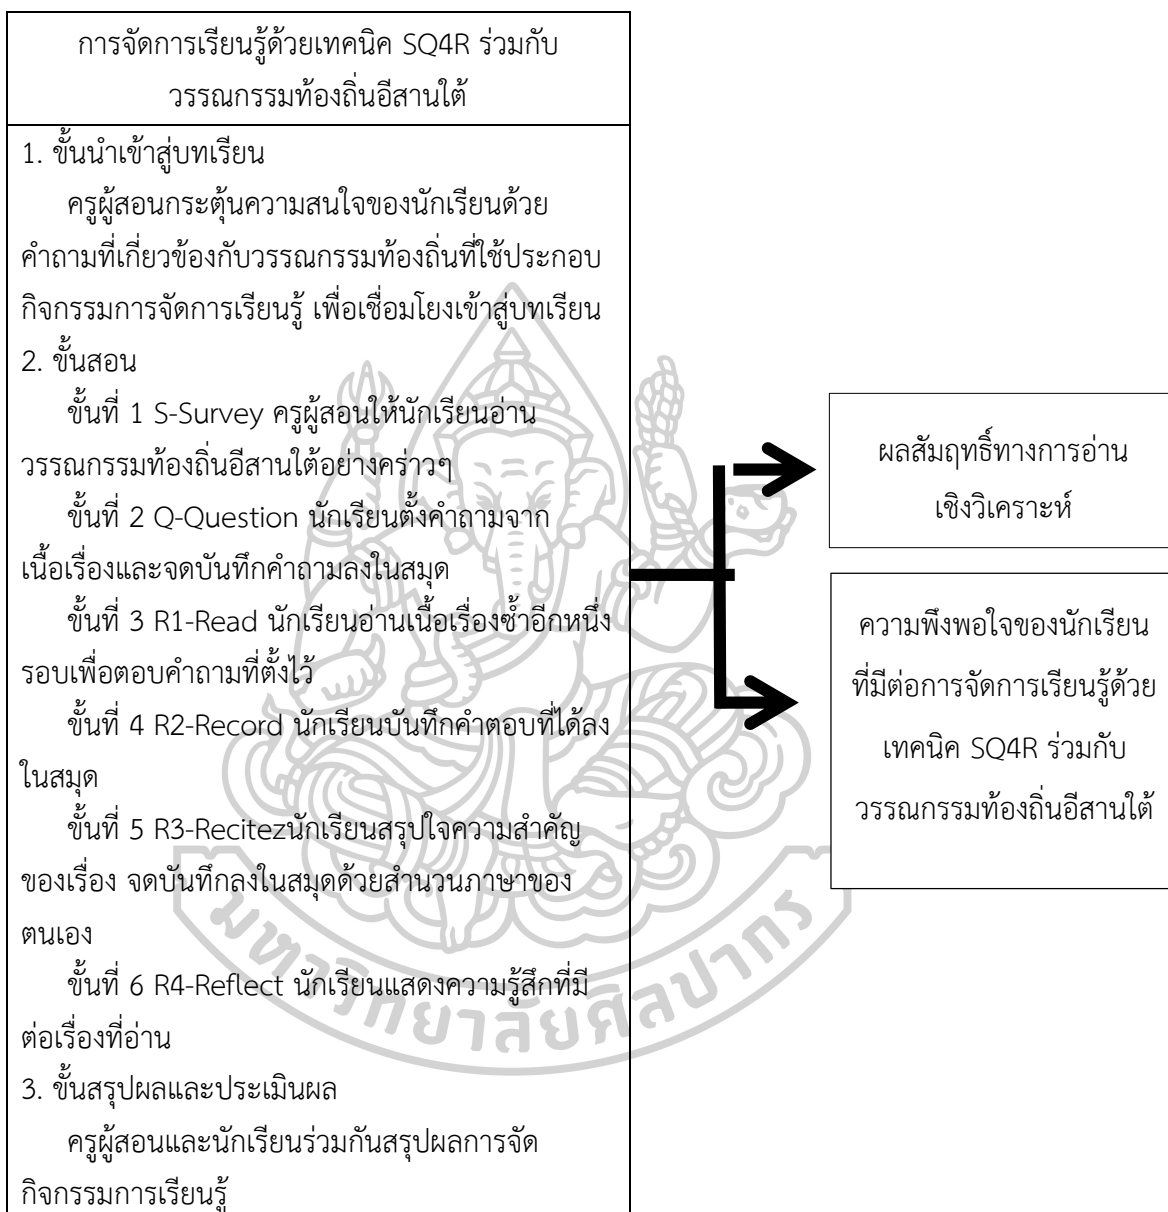 การจัดการเรียนรู้ด้วยเทคนิค SQ4R ร่วมกับ
วรรณกรรมท้องถิ่นอีสานใต้
1. ขั้นนำเข้าสู่บทเรียน
ครูผู้สอนกระตุ้นความสนใจของนักเรียนด้วย
คำถามที่เกี่ยวข้องกับวรรณกรรมท้องถิ่นที่ใช้ประกอบ
กิจกรรมการจัดการเรียนรู้ เพื่อเชื่อมโยงเข้าสู่บทเรียน
2. ขั้นสอน
ขั้นที่ 1 S-Survey ครูผู้สอนให้นักเรียนอ่าน
วรรณกรรมท้องถิ่นอีสานใต้อย่างคร่าวๆ
ขั้นที่ 2 Q-Question นักเรียนตั้งคำถามจาก
เนื้อเรื่องและจดบันทึกคำถามลงในสมุด
ขั้นที่ 3 R1-Read นักเรียนอ่านเนื้อเรื่องซ้ำอีกหนึ่ง
รอบเพื่อตอบคำถามที่ตั้งไว้
ขั้นที่ 4 R2-Record นักเรียนบันทึกคำตอบที่ได้ลง
ในสมุด
ขั้นที่ 5 R3-Recitezนักเรียนสรุปใจความสำคัญ
ของเรื่อง จดบันทึกลงในสมุดด้วยสำนวนภาษาของ
ตนเอง
ขั้นที่ 6 R4-Reflect นักเรียนแสดงความรู้สึกที่มี
ต่อเรื่องที่อ่าน
3. ขั้นสรุปผลและประเมินผล
ครูผู้สอนและนักเรียนร่วมกันสรุปผลการจัด
กิจกรรมการเรียนรู้
ผลสัมฤทธิ์ทางการอ่าน
เชิงวิเคราะห์
ความพึงพอใจของนักเรียน
ที่มีต่อการจัดการเรียนรู้ด้วย
เทคนิค SQ4R ร่วมกับ
วรรณกรรมท้องถิ่นอีสานใต้
มหาวิทยาลัยศิลปากร